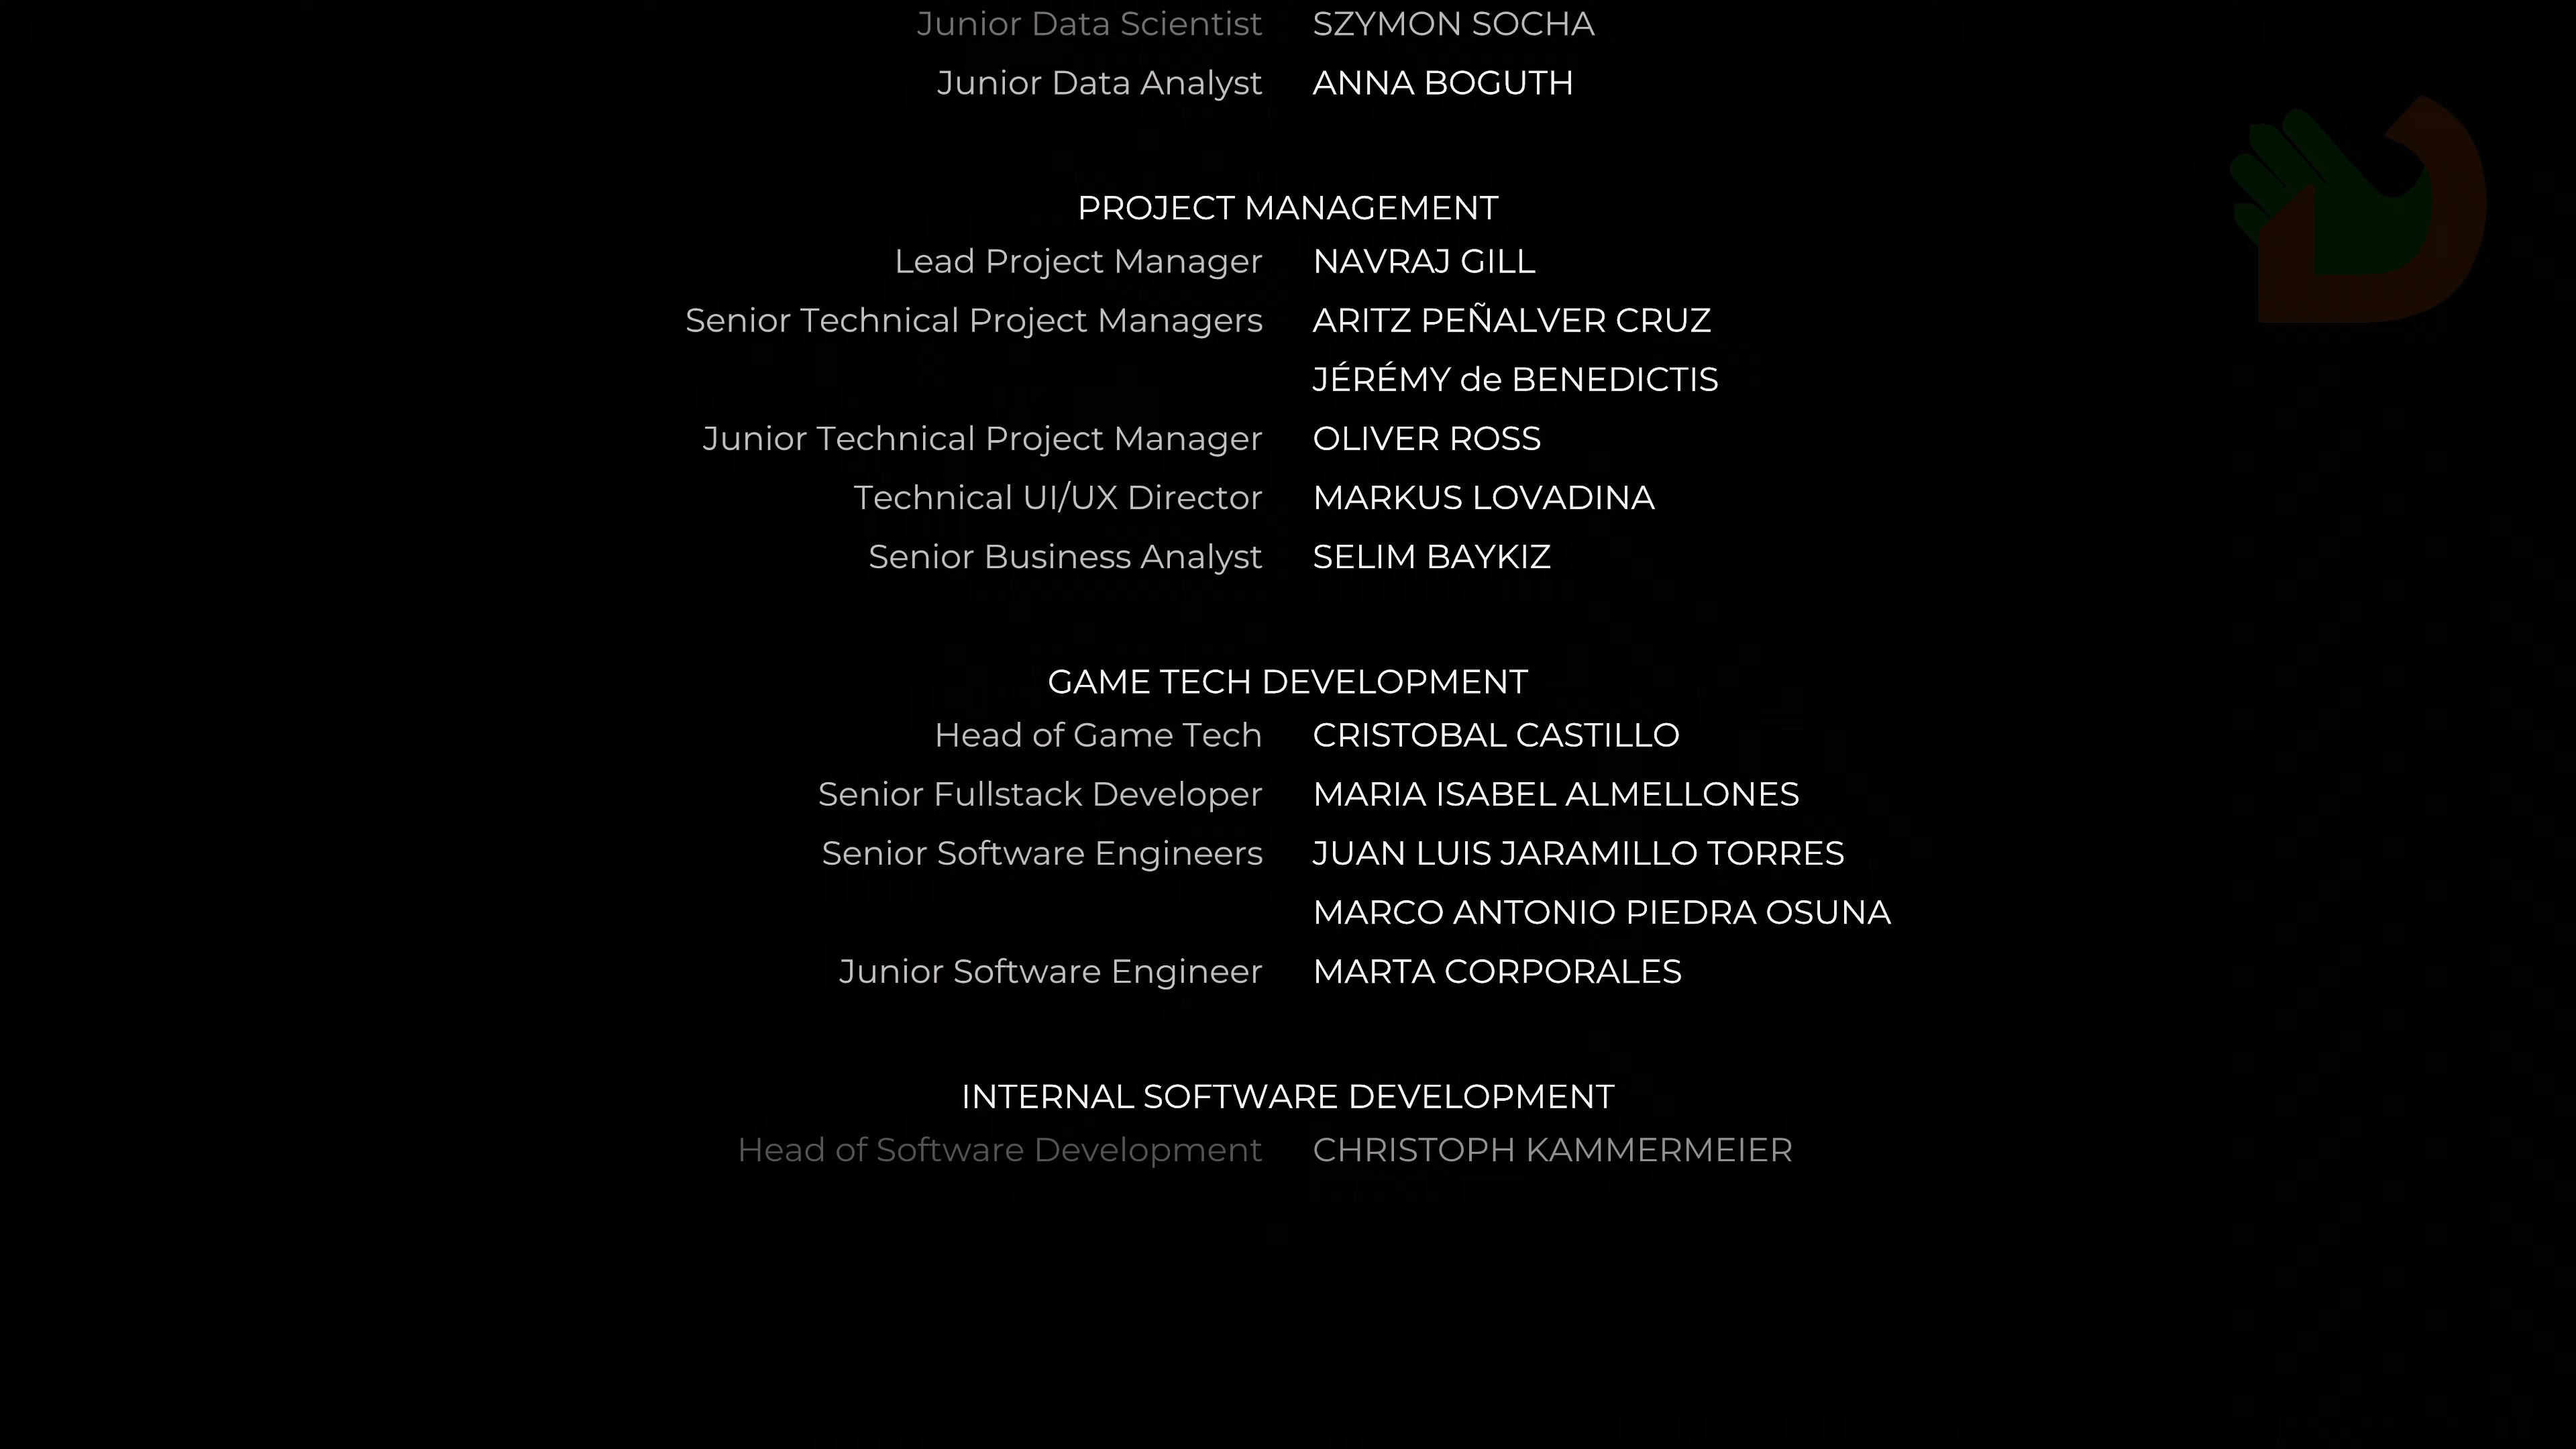 Junior Data Scientist SZYMON SOCHA
Junior Data Analyst ANNA BOGUTH
PROJECT MANAGEMENT
Lead Project Manager NAVRAJ GILL
Senior Technical Project Managers ARITZ PEÑALVER CRUZ
JÉRÉMY de BENEDICTIS
Junior Technical Project Manager OLIVER ROSS
Technical UI/UX Director MARKUS LOVADINA
Senior Business Analyst SELIM BAYKIZ
GAME TECH DEVELOPMENT
Head of Game Tech CRISTOBAL CASTILLO
Senior Fullstack Developer MARIA ISABEL ALMELLONES
Senior Software Engineers JUAN LUIS JARAMILLO TORRES
MARCO ANTONIO PIEDRA OSUNA
Junior Software Engineer MARTA CORPORALES
INTERNAL SOFTWARE DEVELOPMENT
Head of Software Development CHRISTOPH KAMMERMEIER